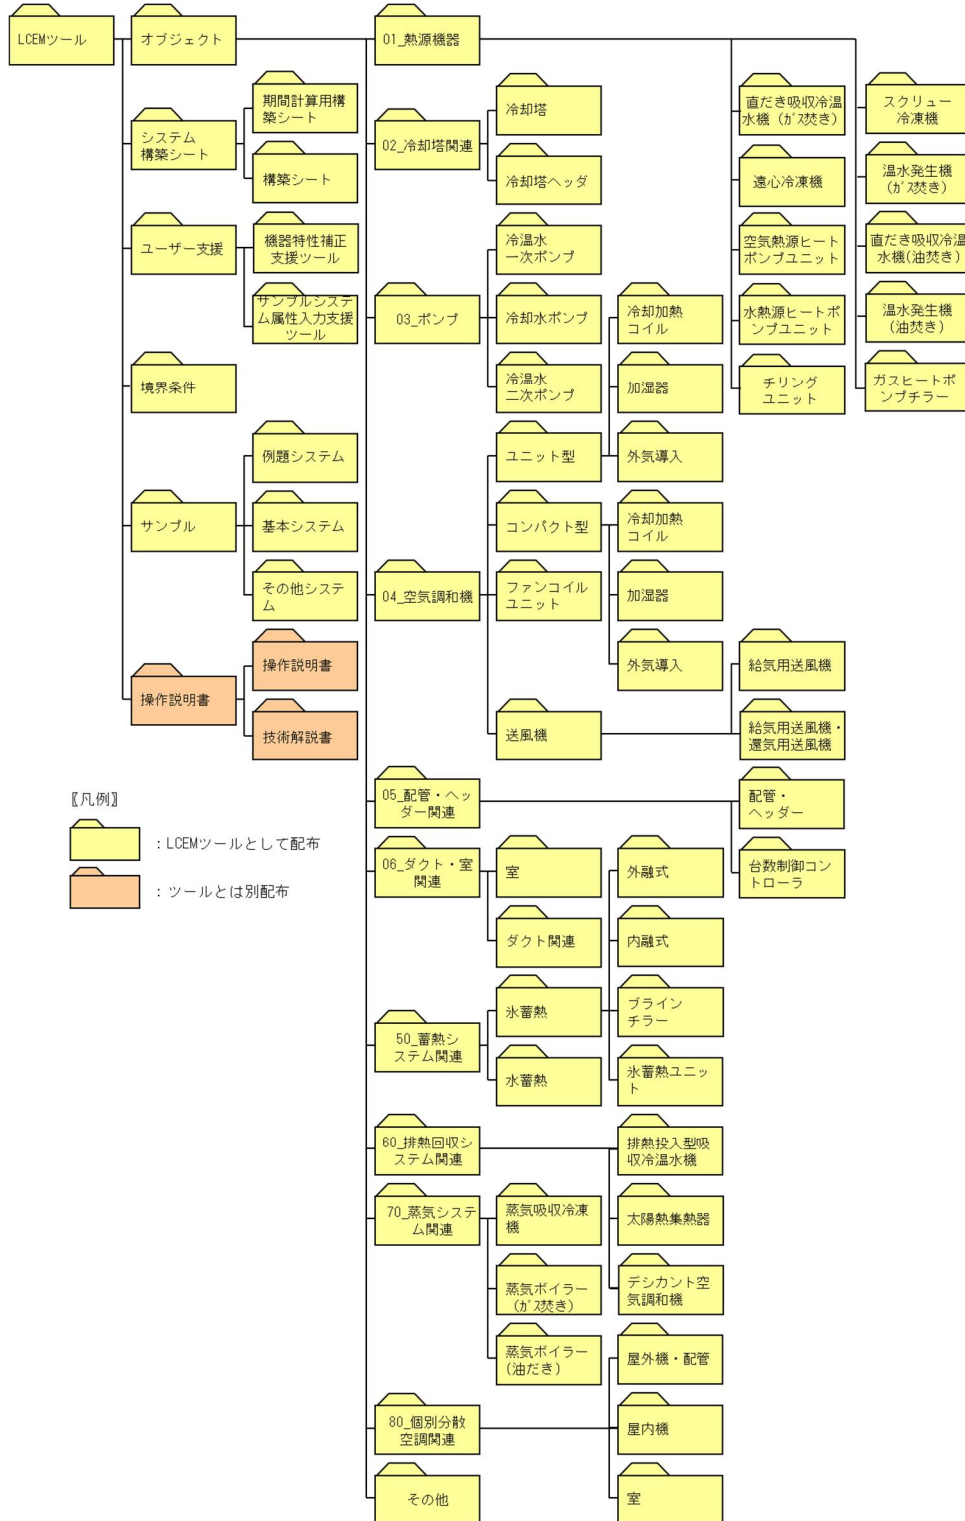 LCEMツール
オブジェクト
システム
構築シート
期間計算用構
築シート
構築シート
ユーザー支援
機器特性補正
支援ツール
サンプルシステ
ム属性入力支援
ツール
境界条件
サンプル
例題システム
基本システム
その他システ
ム
操作説明書
操作説明書
技術解説書
〖凡例〗
：LCEMツールとして配布
：ツールとは別配布
01_熱源機器
直だき吸収冷温
水機（ｶﾞｽ焚き）
遠心冷凍機
空気熱源ヒート
ポンプユニット
水熱源ヒートポ
ンプユニット
チリング
ユニット
スクリュー
冷凍機
温水発生機
(ｶﾞｽ焚き)
直だき吸収冷温
水機(油焚き)
温水発生機
(油焚き)
ガスヒートポ
ンプチラー
02_冷却塔関連
冷却塔
冷却塔ヘッダ
03_ポンプ
冷温水
一次ポンプ
冷却水ポンプ
冷温水
二次ポンプ
04_空気調和機
ユニット型
冷却加熱
コイル
加湿器
外気導入
コンパクト型
冷却加熱
コイル
加湿器
外気導入
ファンコイル
ユニット
送風機
給気用送風機
給気用送風機・
還気用送風機
05_配管・ヘッ
ダー関連
配管・
ヘッダー
台数制御コン
トローラ
06_ダクト・室
関連
室
ダクト関連
50_蓄熱シ
ステム関連
氷蓄熱
外融式
内融式
ブライン
チラー
氷蓄熱ユニッ
ト
水蓄熱
60_排熱回収シ
ステム関連
排熱投入型吸
収冷温水機
太陽熱集熱器
デシカント空
気調和機
70_蒸気システ
ム関連
蒸気吸収冷凍
機
蒸気ボイラー
(ｶﾞｽ焚き)
蒸気ボイラー
(油だき)
80_個別分散
空調関連
屋外機・配管
屋内機
室
その他